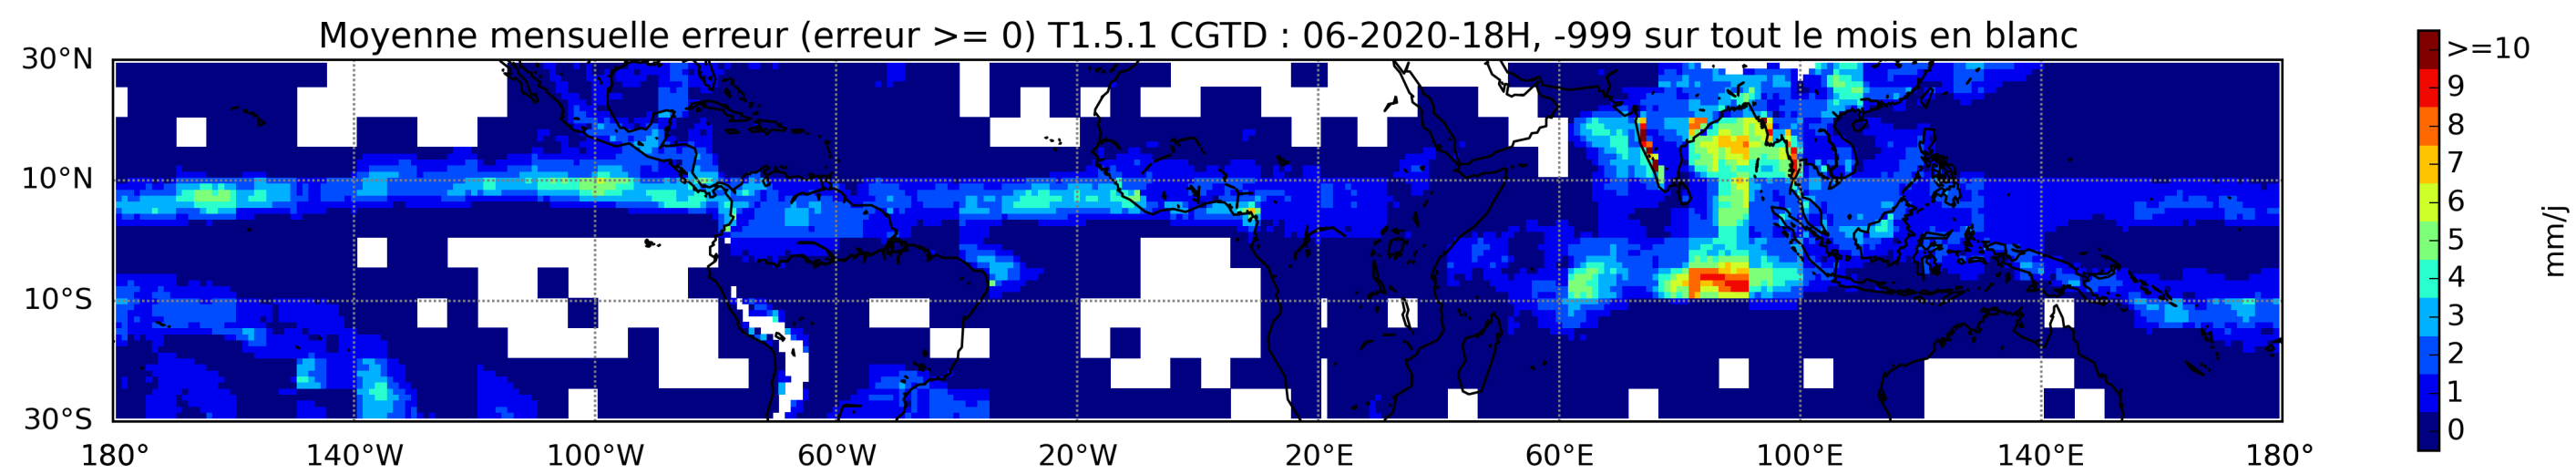 Moyenne mensuelle erreur (erreur >= 0) T1.5.1 CGTD : 06-2020-18H, -999 sur tout le mois en blanc
30°N
10°N
10°S
30°S
180° 140°W 100°W 60°W 20°W 20°E 60°E 100°E 140°E 180°
>=10
9
8
7
6
5
4
3
2
1
0
mm/j